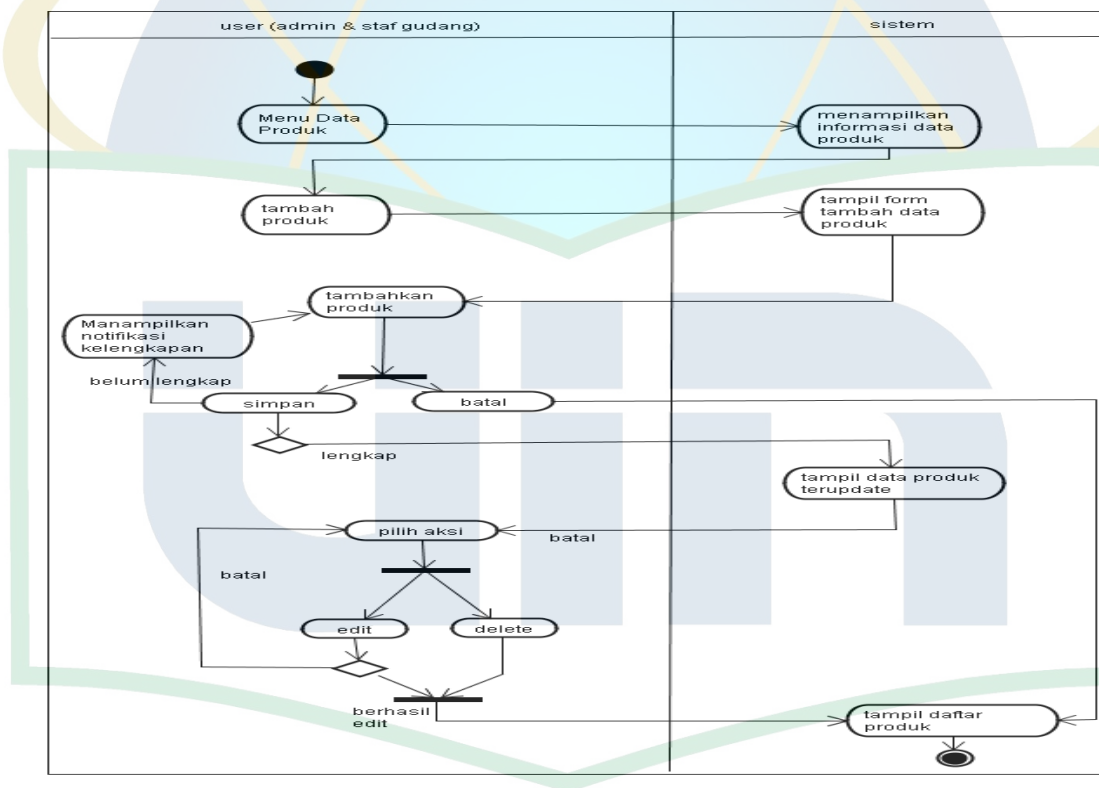 user (admin & staf gudang)
sistem
Menu Data
Produk
menampilkan
informasi data
produk
tambah
produk
tampil form
tambah data
produk
tambahkan
produk
Manampilkan
notifikasi
kelengkapan
belum lengkap
simpan
batal
lengkap
tampil data produk
terupdate
pilih aksi
batal
batal
edit
delete
berhasil
edit
tampil daftar
produk